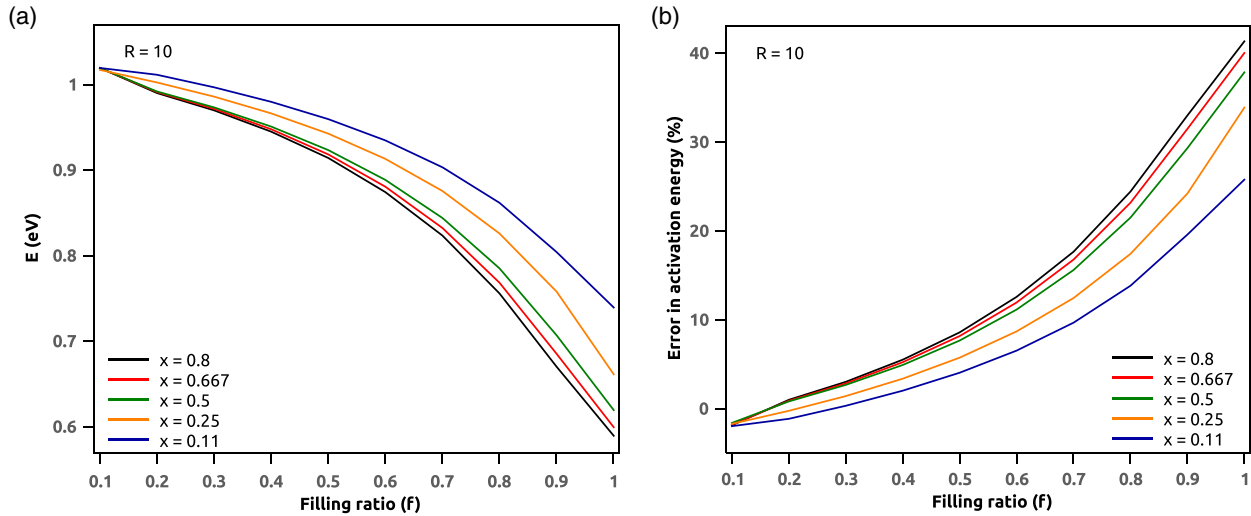 (a)
R = 10
E (eV)
1
0.9
0.8
0.7
0.6
x = 0.8
x = 0.667
x = 0.5
x = 0.25
x = 0.11
0.1 0.2 0.3 0.4 0.5 0.6 0.7 0.8 0.9 1
Filling ratio (f)
(b)
R = 10
Error in activation energy (%)
40
30
20
10
0
x = 0.8
x = 0.667
x = 0.5
x = 0.25
x = 0.11
0.1 0.2 0.3 0.4 0.5 0.6 0.7 0.8 0.9 1
Filling ratio (f)